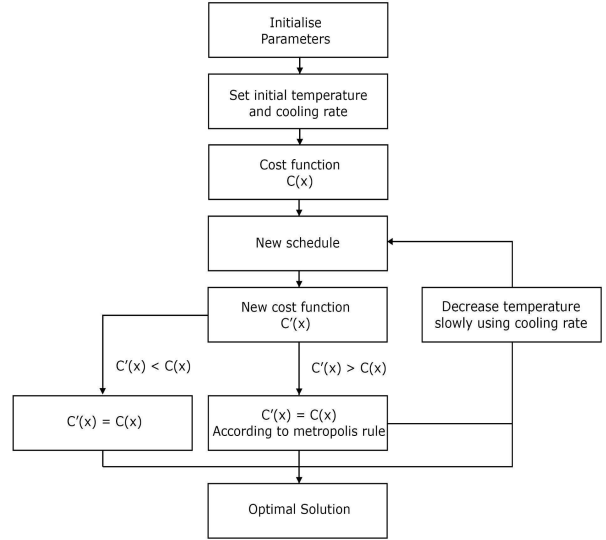 Initialise
Parameters
Set initial temperature
and cooling rate
Cost function
C(x)
New schedule
New cost function
C′(x)
Decrease temperature
slowly using cooling rate
C′(x) < C(x)
C′(x) > C(x)
C′(x) = C(x)
C′(x) = C(x)
According to metropolis rule
Optimal Solution